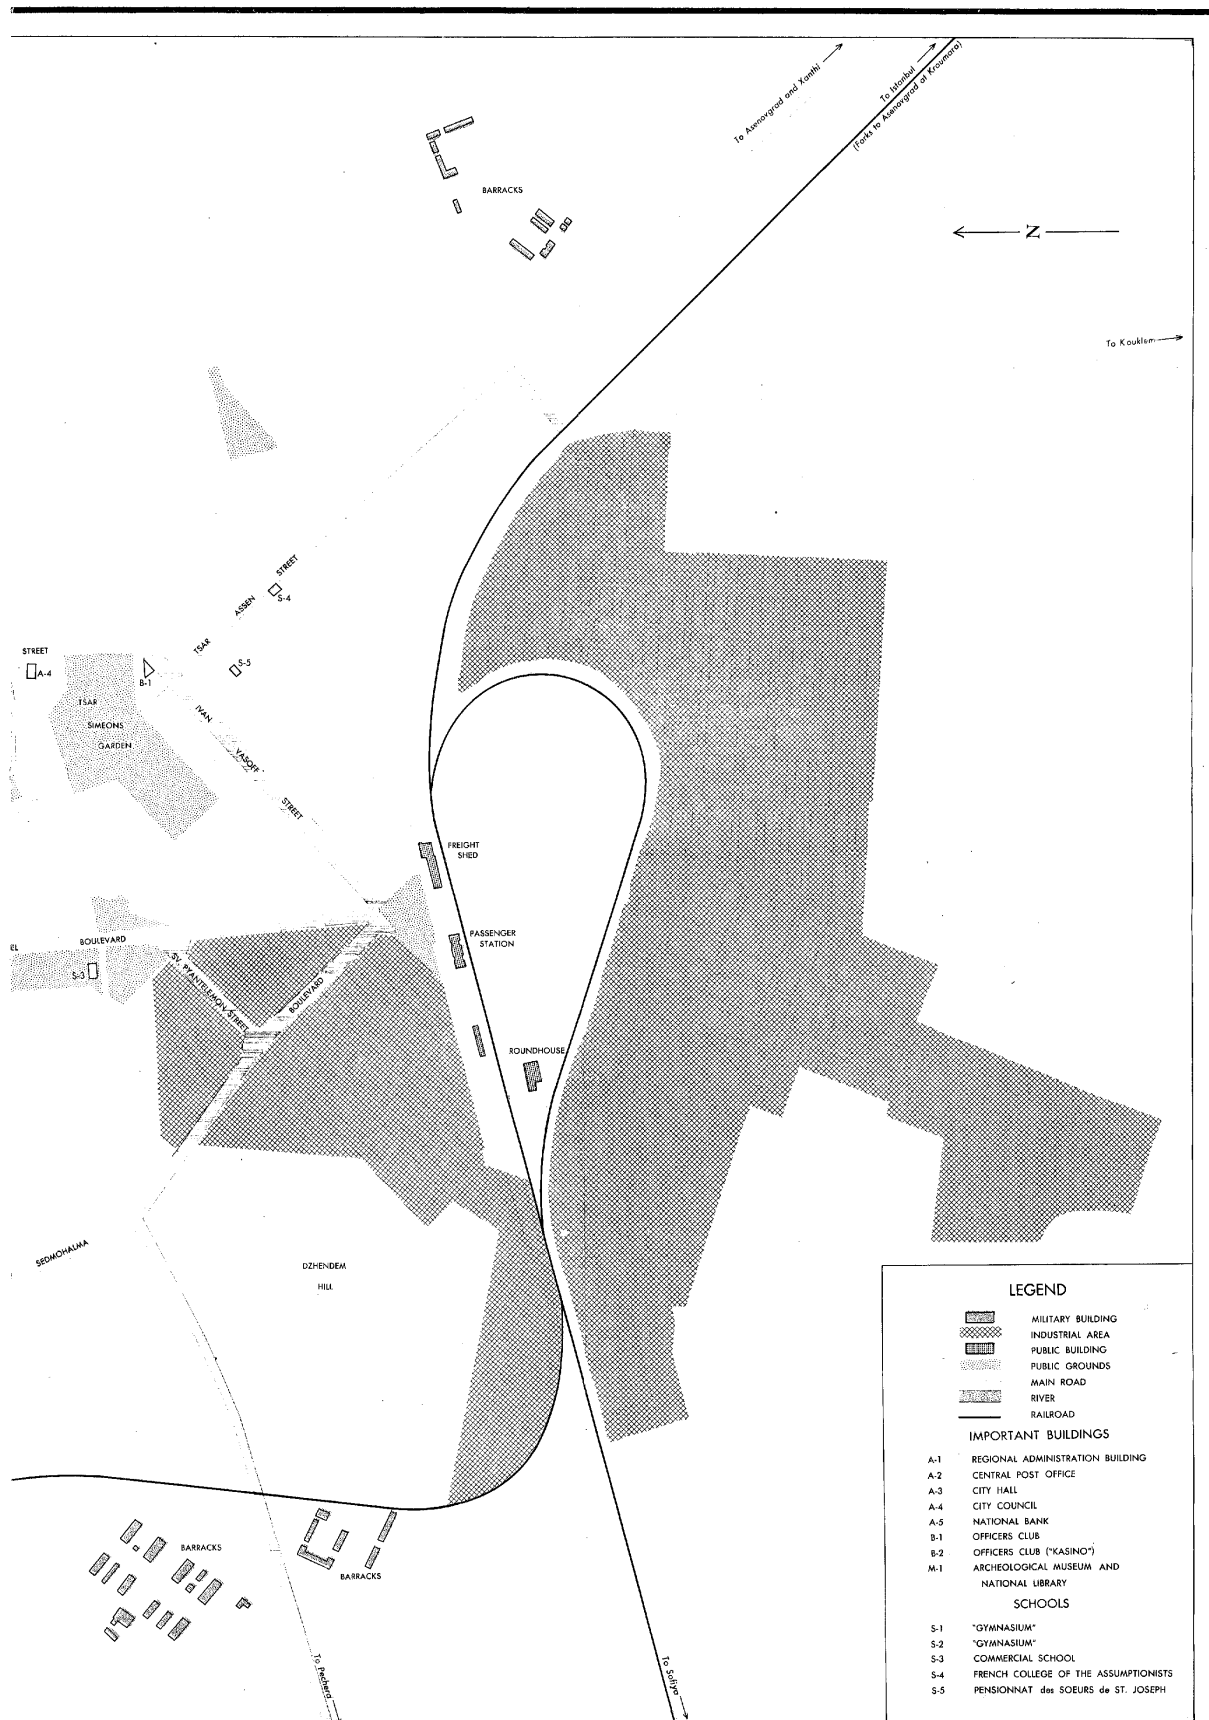 To Asenovgrad and Xanthi
To Istanbul
(Forks to Asenovgrad at Kroumara)
BARRACKS
N
To Kouklem
TSAR ASSEN STREET
S-4
STREET
A-4
B-1
S-5
TSAR
SIMEONS
GARDEN
IVAN VASOFF STREET
FREIGHT
SHED
PASSENGER
STATION
EL
BOULEVARD
S-3
SV. PYANTELEMON STREET
BOULEVARD
ROUNDHOUSE
SEDMOHALMA
DZHENDEM
HILL
BARRACKS
BARRACKS
To Pechera
To Sofiya
LEGEND
MILITARY BUILDING
INDUSTRIAL AREA
PUBLIC BUILDING
PUBLIC GROUNDS
MAIN ROAD
RIVER
RAILROAD
IMPORTANT BUILDINGS
A-1 REGIONAL ADMINISTRATION BUILDING
A-2 CENTRAL POST OFFICE
A-3 CITY HALL
A-4 CITY COUNCIL
A-5 NATIONAL BANK
B-1 OFFICERS CLUB
B-2 OFFICERS CLUB ("KASINO")
M-1 ARCHEOLOGICAL MUSEUM AND
NATIONAL LIBRARY
SCHOOLS
S-1 "GYMNASIUM"
S-2 "GYMNASIUM"
S-3 COMMERCIAL SCHOOL
S-4 FRENCH COLLEGE OF THE ASSUMPTIONISTS
S-5 PENSIONNAT des SOEURS de ST. JOSEPH